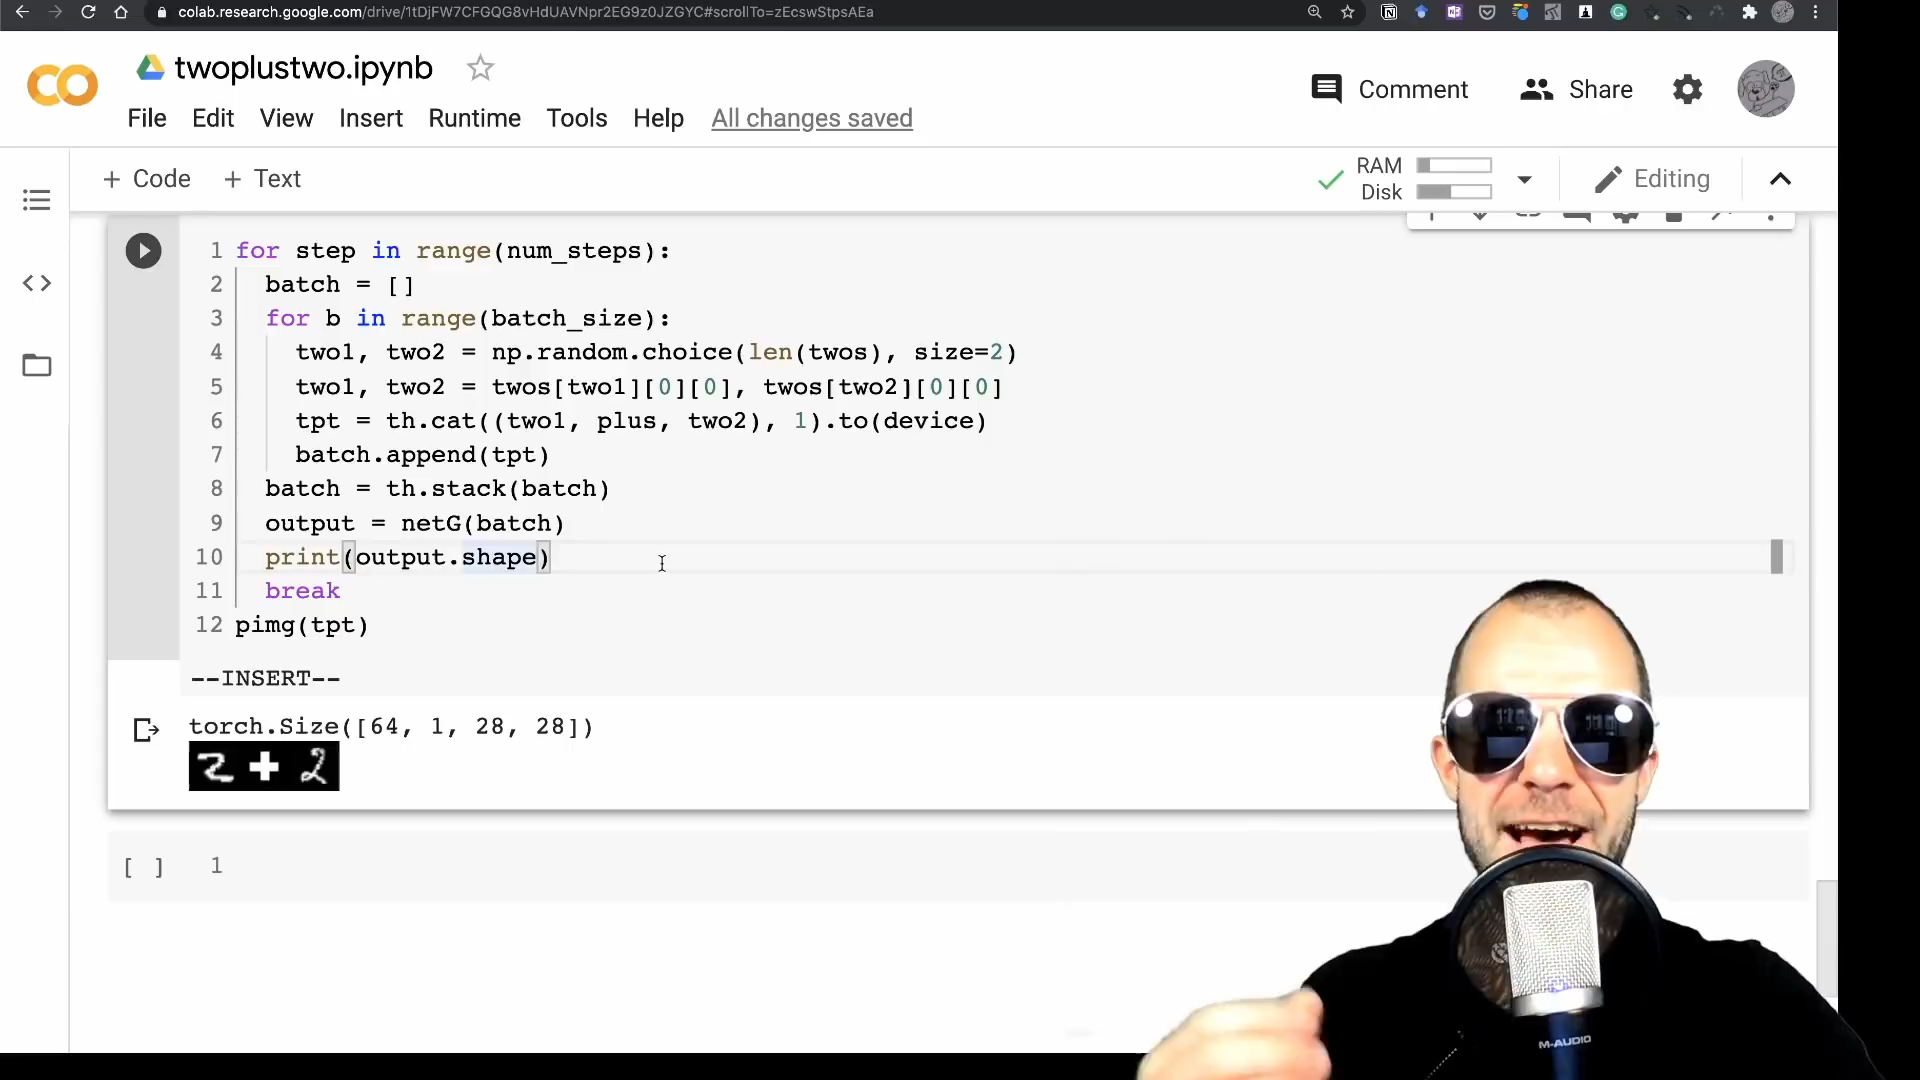 colab.research.google.com/drive/1tDjFW7CFGQG8vHdUAVNpr2EG9z0JZGYC#scrollTo=zEcswStpsAEa
twoplustwo.ipynb
Comment Share
File Edit View Insert Runtime Tools Help All changes saved
+ Code + Text
RAM
Disk
Editing
1 for step in range(num_steps):
2 batch = []
3 for b in range(batch_size):
4 two1, two2 = np.random.choice(len(twos), size=2)
5 two1, two2 = twos[two1][0][0], twos[two2][0][0]
6 tpt = th.cat((two1, plus, two2), 1).to(device)
7 batch.append(tpt)
8 batch = th.stack(batch)
9 output = netG(batch)
10 print(output.shape)
11 break
12 pimg(tpt)
--INSERT--
torch.Size([64, 1, 28, 28])
2 + 2
[ ] 1
M-AUDIO